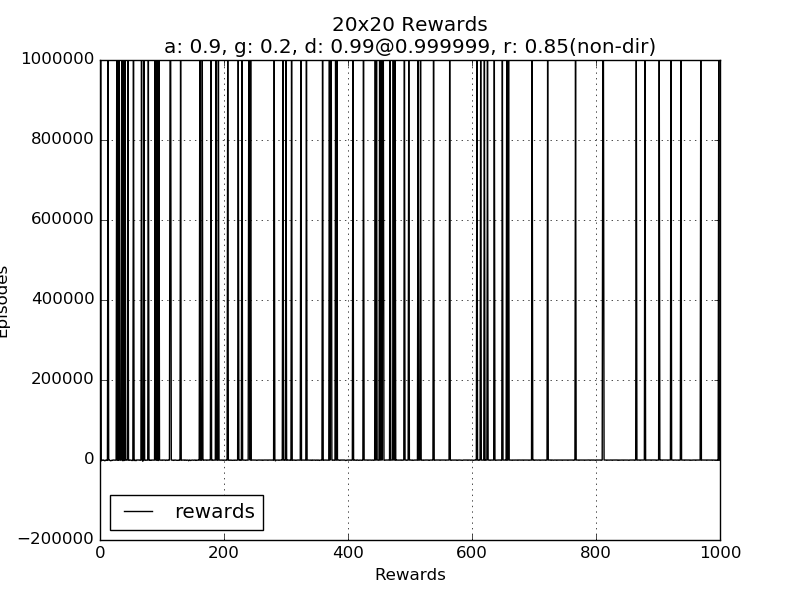 20x20 Rewards
a: 0.9, g: 0.2, d: 0.99@0.999999, r: 0.85(non-dir)
1000000
800000
600000
400000
200000
0
−200000
Episodes
rewards
0 200 400 600 800 1000
Rewards